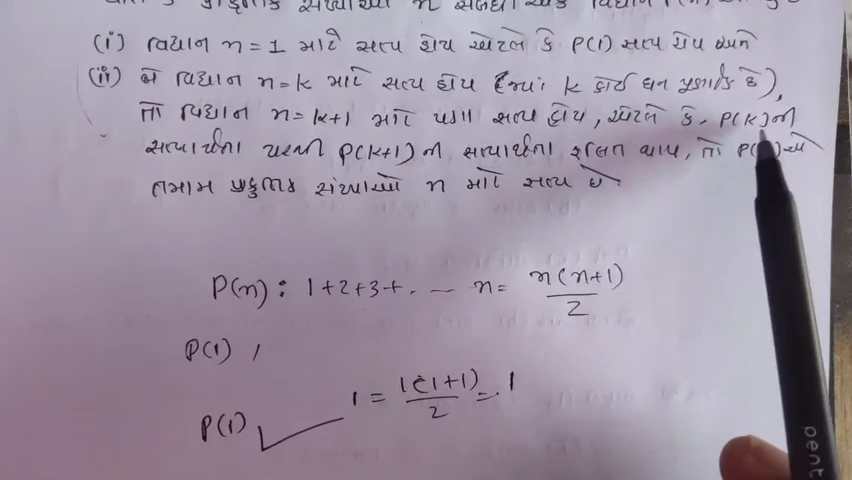 (i) વિધાન n = 1 માટે સત્ય હોય એટલે કે P(1) સત્ય હોય અને
(ii) જો વિધાન n = k માટે સત્ય હોય (જ્યાં k કોઈ ધન પૂર્ણાંક છે),
તો વિધાન n = k+1 માટે પણ સત્ય હોય, એટલે કે, P(k) ની
સત્યાર્થતા પરથી P(k+1) ની સત્યાર્થતા ફલિત થાય, તો P( ) એ
તમામ પ્રાકૃતિક સંખ્યાઓ n માટે સત્ય છે.
P(n) : 1+2+3+. .. n = n(n+1)/2
P(1) ,
1 = 1(1+1)/2 = 1
P(1) ✓